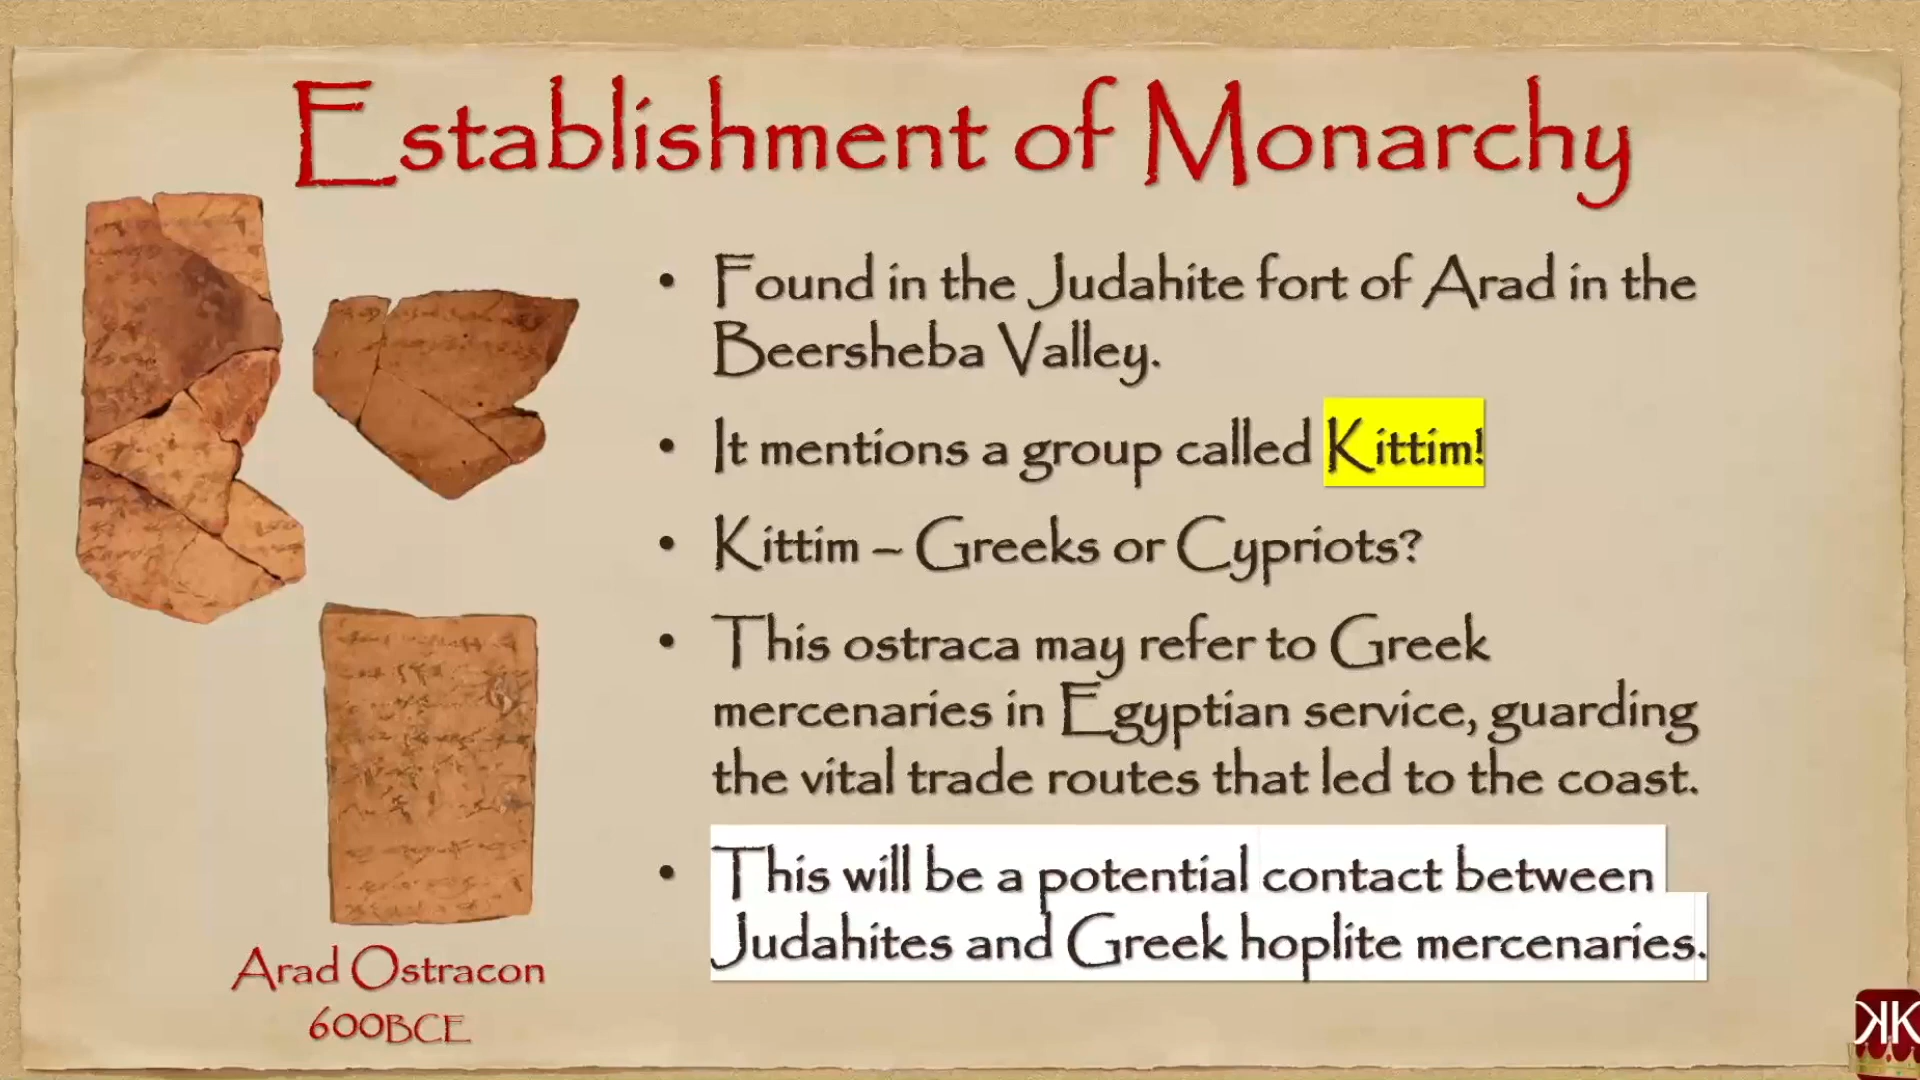 Establishment of Monarchy
• Found in the Judahite fort of Arad in the
Beersheba Valley.
• It mentions a group called Kittim!
• Kittim – Greeks or Cypriots?
• This ostraca may refer to Greek
mercenaries in Egyptian service, guarding
the vital trade routes that led to the coast.
• This will be a potential contact between
Judahites and Greek hoplite mercenaries.
Arad Ostracon
600BCE
KK